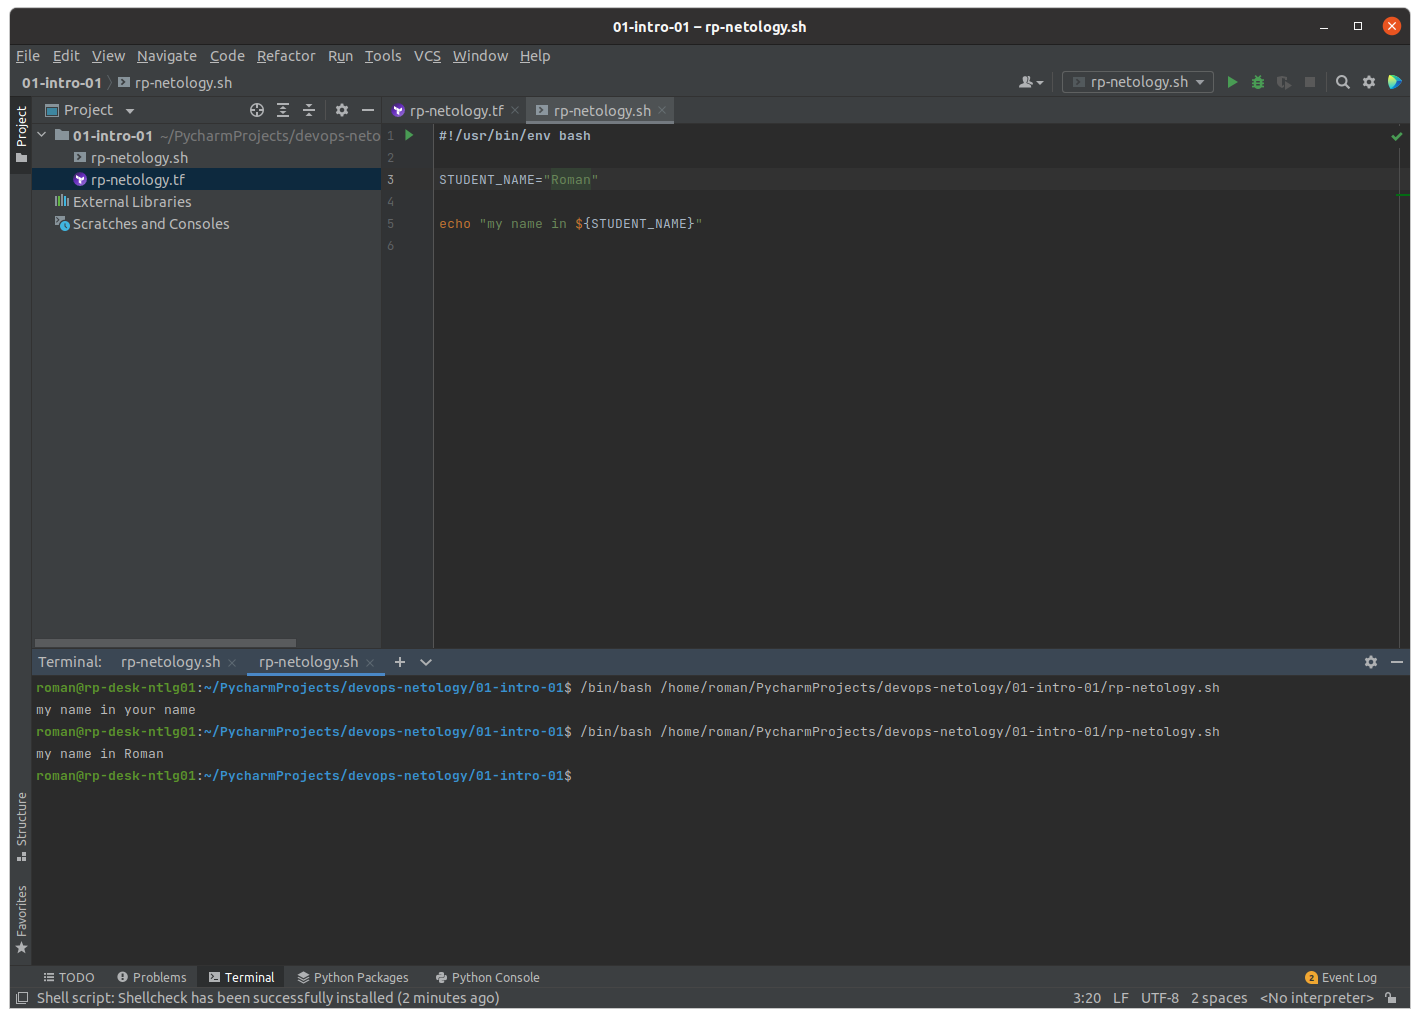 01-intro-01 – rp-netology.sh
File Edit View Navigate Code Refactor Run Tools VCS Window Help
01-intro-01 rp-netology.sh
rp-netology.sh
Project
Project
rp-netology.tf
rp-netology.sh
01-intro-01 ~/PycharmProjects/devops-neto
rp-netology.sh
rp-netology.tf
External Libraries
Scratches and Consoles
1 #!/usr/bin/env bash
2
3 STUDENT_NAME="Roman"
4
5 echo "my name in ${STUDENT_NAME}"
6
Terminal: rp-netology.sh rp-netology.sh
roman@rp-desk-ntlg01:~/PycharmProjects/devops-netology/01-intro-01$ /bin/bash /home/roman/PycharmProjects/devops-netology/01-intro-01/rp-netology.sh
my name in your name
roman@rp-desk-ntlg01:~/PycharmProjects/devops-netology/01-intro-01$ /bin/bash /home/roman/PycharmProjects/devops-netology/01-intro-01/rp-netology.sh
my name in Roman
roman@rp-desk-ntlg01:~/PycharmProjects/devops-netology/01-intro-01$
Structure
Favorites
TODO Problems Terminal Python Packages Python Console 2 Event Log
Shell script: Shellcheck has been successfully installed (2 minutes ago) 3:20 LF UTF-8 2 spaces <No interpreter>